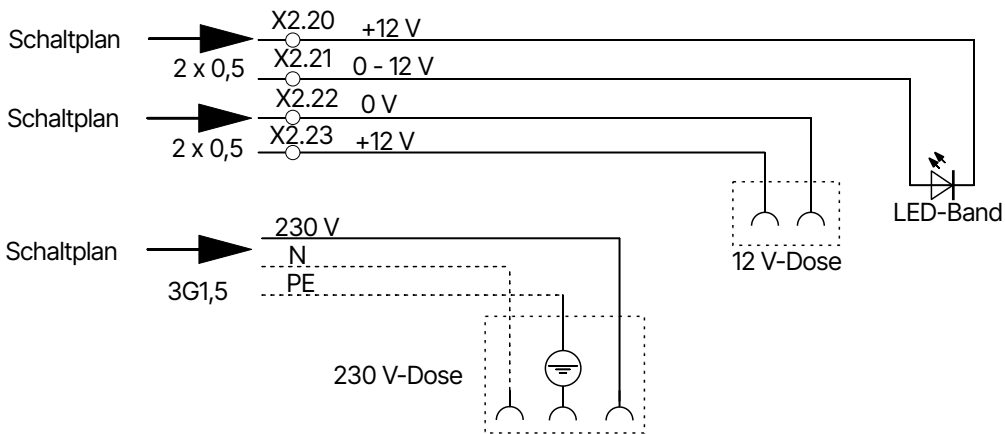 X2.20
+12 V
Schaltplan
2 x 0,5
X2.21
0 - 12 V
X2.22
0 V
Schaltplan
2 x 0,5
X2.23
+12 V
LED-Band
230 V
Schaltplan
N
12 V-Dose
3G1,5
PE
230 V-Dose